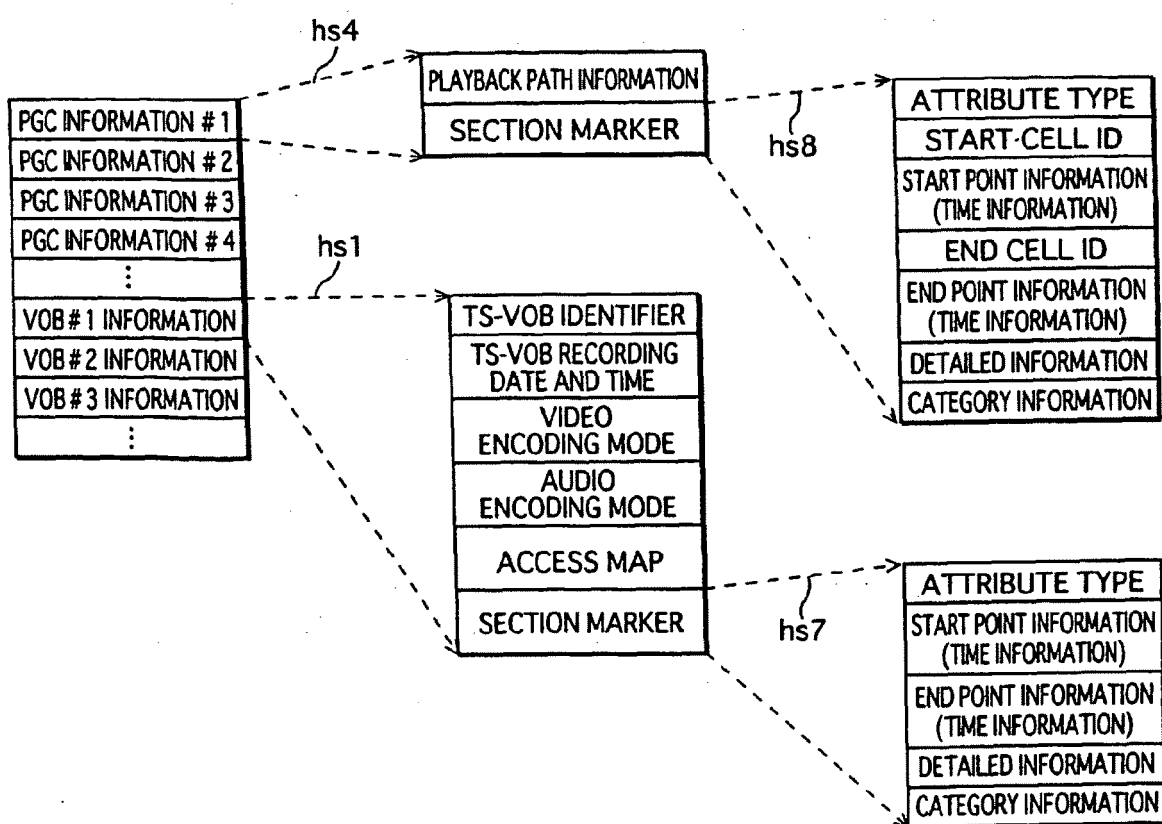 hs4
PLAYBACK PATH INFORMATION
SECTION MARKER
hs8
PGC INFORMATION # 1
PGC INFORMATION # 2
PGC INFORMATION # 3
PGC INFORMATION # 4
⋮
VOB # 1 INFORMATION
VOB # 2 INFORMATION
VOB # 3 INFORMATION
⋮
hs1
TS-VOB IDENTIFIER
TS-VOB RECORDING
DATE AND TIME
VIDEO
ENCODING MODE
AUDIO
ENCODING MODE
ACCESS MAP
SECTION MARKER
hs7
ATTRIBUTE TYPE
START-CELL ID
START POINT INFORMATION
(TIME INFORMATION)
END CELL ID
END POINT INFORMATION
(TIME INFORMATION)
DETAILED INFORMATION
CATEGORY INFORMATION
ATTRIBUTE TYPE
START POINT INFORMATION
(TIME INFORMATION)
END POINT INFORMATION
(TIME INFORMATION)
DETAILED INFORMATION
CATEGORY INFORMATION